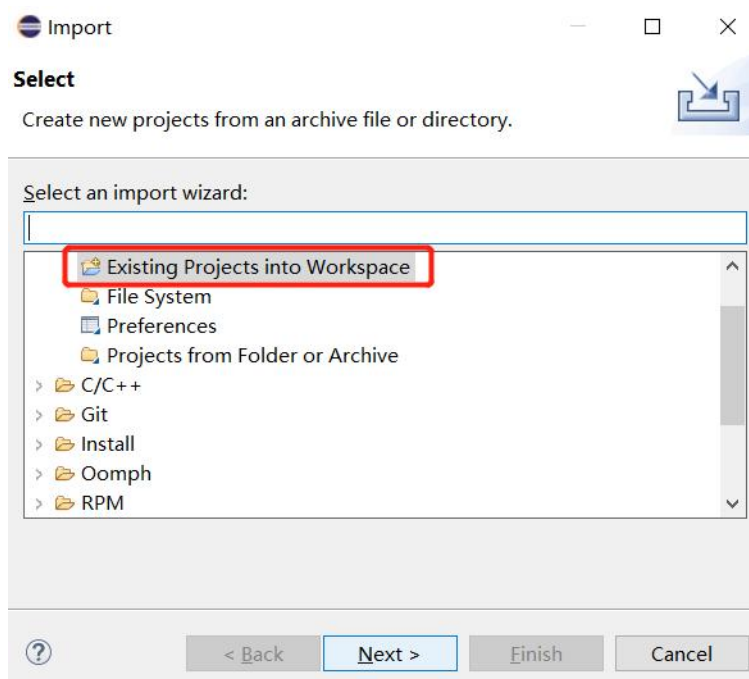 Import
Select
Create new projects from an archive file or directory.
Select an import wizard:
Existing Projects into Workspace
File System
Preferences
Projects from Folder or Archive
C/C++
Git
Install
Oomph
RPM
< Back Next > Finish Cancel